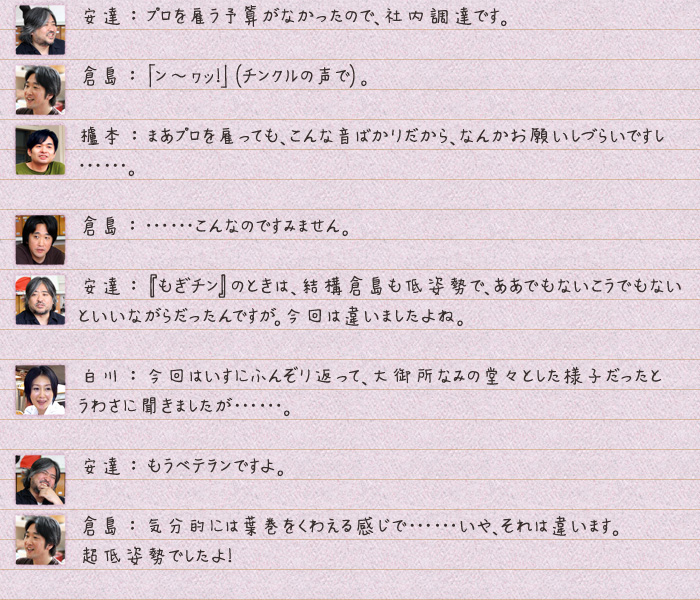 安達：プロを雇う予算がなかったので、社内調達です。
倉島：「ン～ワッ！」（チンクルの声で）。
櫨本：まあプロを雇っても、こんな音ばかりだから、なんかお願いしづらいですし
‥‥‥。
倉島：‥‥‥こんなのですみません。
安達：『もぎチン』のときは、結構倉島も低姿勢で、ああでもないこうでもない
といいながらだったんですが。今回は違いましたよね。
白川：今回はいすにふんぞり返って、大御所なみの堂々とした様子だったと
うわさに聞きましたが‥‥‥。
安達：もうベテランですよ。
倉島：気分的には葉巻をくわえる感じで‥‥‥いや、それは違います。
超低姿勢でしたよ！